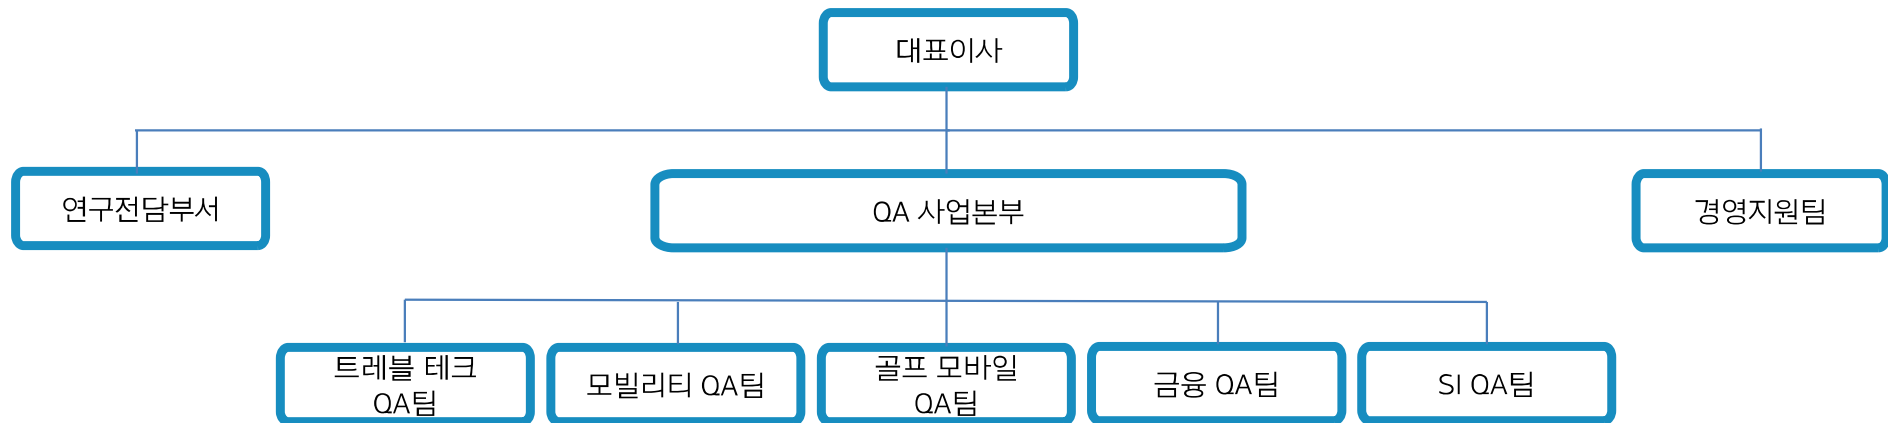 대표이사
연구전담부서
QA 사업본부
경영지원팀
트레블 테크
QA팀
모빌리티 QA팀
골프 모바일
QA팀
금융 QA팀
SI QA팀